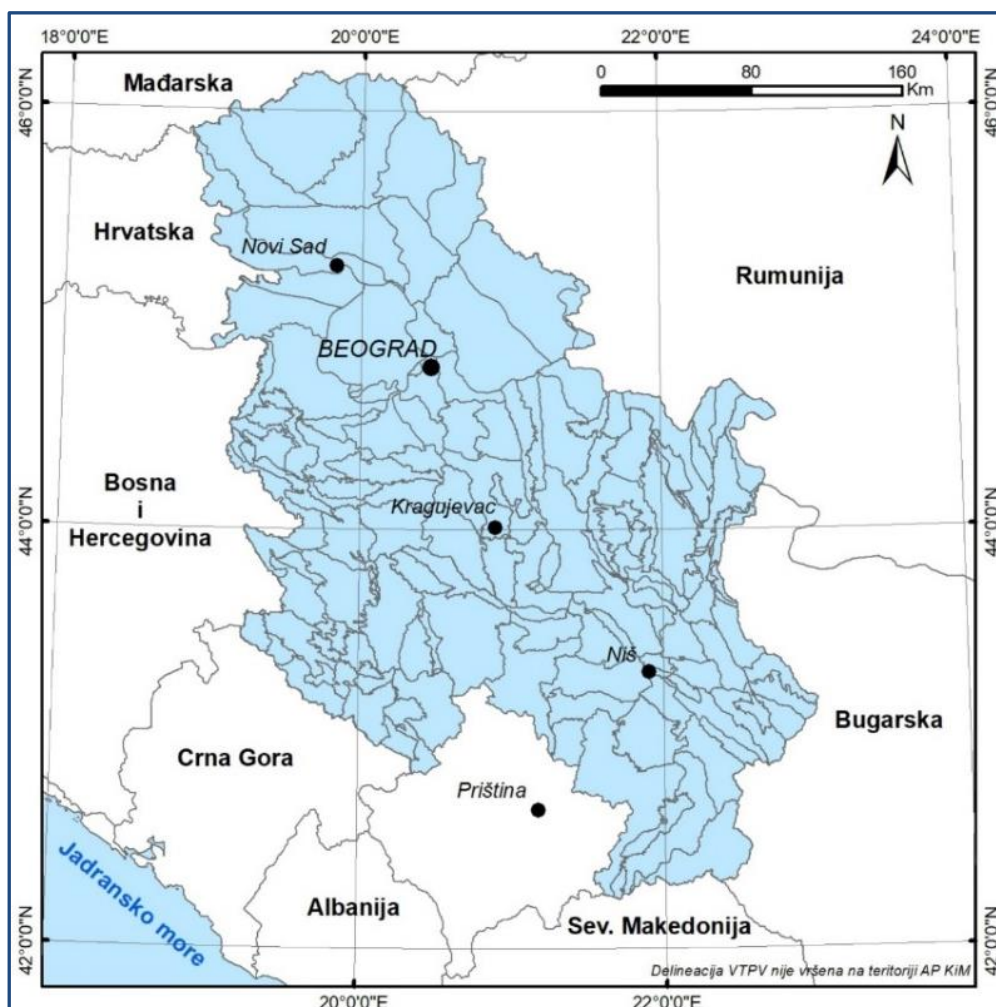 18°0'0"E
20°0'0"E
22°0'0"E
24°0'0"E
Mađarska
0 80 160
Km
46°0'0"N
46°0'0"N
N
Hrvatska
Novi Sad
Rumunija
BEOGRAD
Bosna
i
Hercegovina
Kragujevac
44°0'0"N
44°0'0"N
Niš
Bugarska
Crna Gora
Priština
Jadransko more
Albanija
Sev. Makedonija
42°0'0"N
42°0'0"N
Delineacija VTPV nije vršena na teritoriji AP KiM
20°0'0"E
22°0'0"E